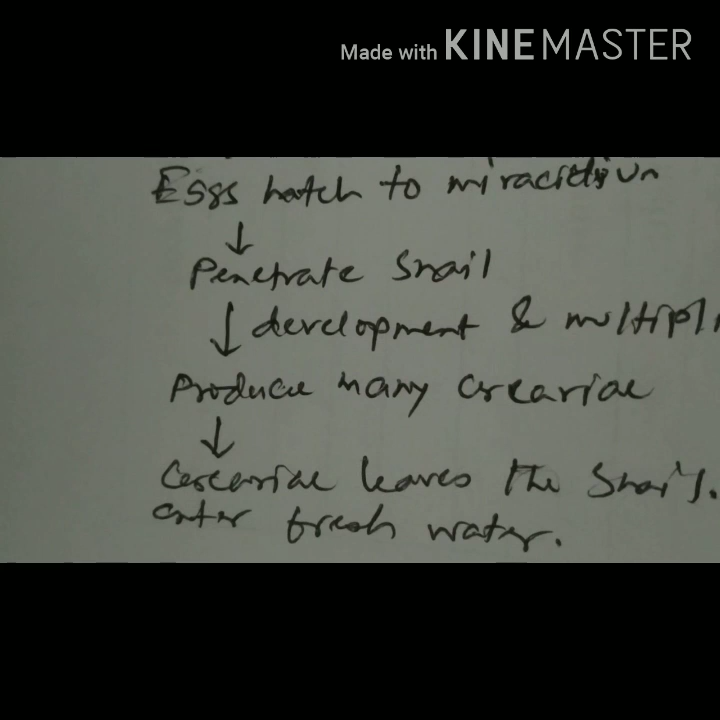 Made with KINEMASTER
Eggs hatch to miracidium
↓
Penetrate Snail
↓ development & multipli
Produce many cercariae
↓
Cercariae leaves the Snail.
enter fresh water.